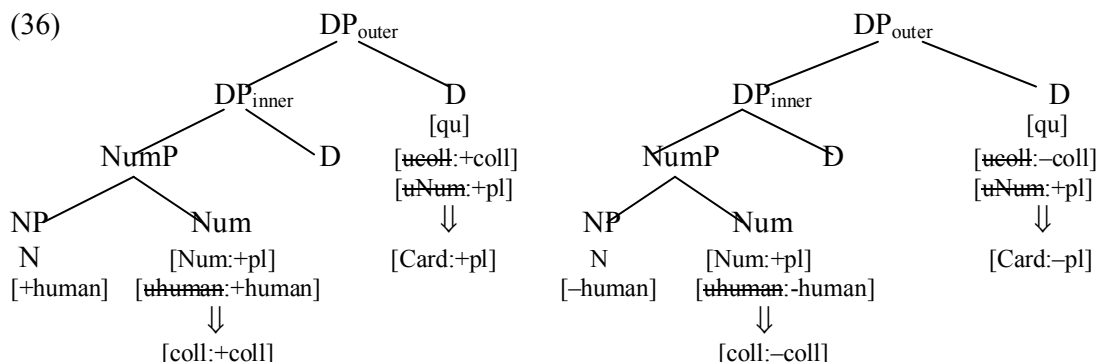 (36) DPouter DPouter
DPinner D DPinner D
[qu] [qu]
NumP D [ucoll:+coll] NumP D [ucoll:–coll]
[uNum:+pl] [uNum:+pl]
NP Num ⇓ NP Num ⇓
N [Num:+pl] [Card:+pl] N [Num:+pl] [Card:–pl]
[+human] [uhuman:+human] [–human] [uhuman:-human]
⇓ ⇓
[coll:+coll] [coll:–coll]